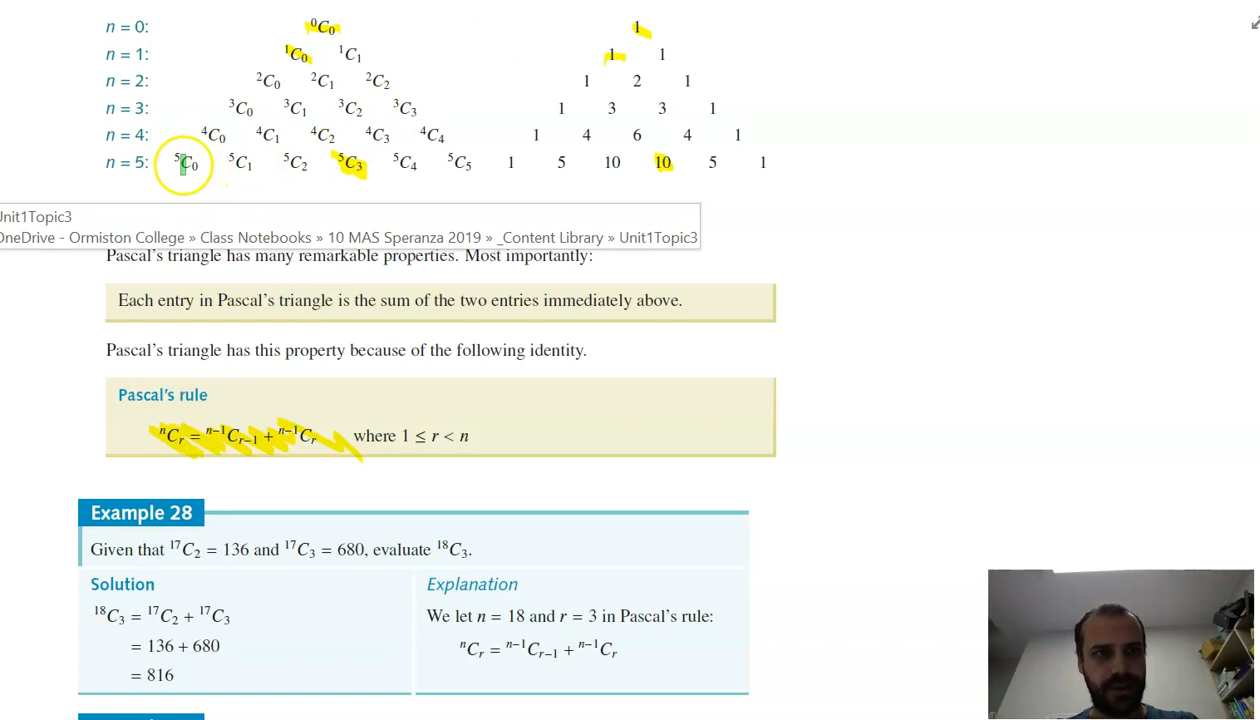 n = 0: ⁰C₀ 1
n = 1: ¹C₀ ¹C₁ 1 1
n = 2: ²C₀ ²C₁ ²C₂ 1 2 1
n = 3: ³C₀ ³C₁ ³C₂ ³C₃ 1 3 3 1
n = 4: ⁴C₀ ⁴C₁ ⁴C₂ ⁴C₃ ⁴C₄ 1 4 6 4 1
n = 5: ⁵C₀ ⁵C₁ ⁵C₂ ⁵C₃ ⁵C₄ ⁵C₅ 1 5 10 10 5 1
Unit1Topic3
OneDrive - Ormiston College » Class Notebooks » 10 MAS Speranza 2019 » _Content Library » Unit1Topic3
Pascal's triangle has many remarkable properties. Most importantly:
Each entry in Pascal's triangle is the sum of the two entries immediately above.
Pascal's triangle has this property because of the following identity.
Pascal's rule
ⁿCᵣ = ⁿ⁻¹Cᵣ₋₁ + ⁿ⁻¹Cᵣ where 1 ≤ r < n
Example 28
Given that ¹⁷C₂ = 136 and ¹⁷C₃ = 680, evaluate ¹⁸C₃.
Solution
¹⁸C₃ = ¹⁷C₂ + ¹⁷C₃
= 136 + 680
= 816
Explanation
We let n = 18 and r = 3 in Pascal's rule:
ⁿCᵣ = ⁿ⁻¹Cᵣ₋₁ + ⁿ⁻¹Cᵣ